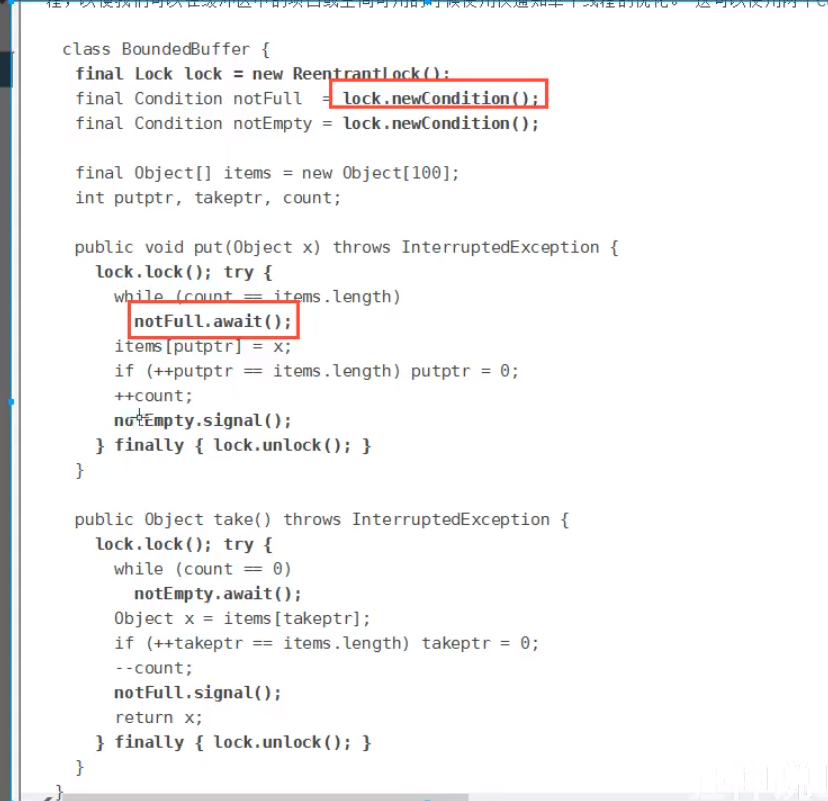 class BoundedBuffer {
final Lock lock = new ReentrantLock();
final Condition notFull = lock.newCondition();
final Condition notEmpty = lock.newCondition();
final Object[] items = new Object[100];
int putptr, takeptr, count;
public void put(Object x) throws InterruptedException {
lock.lock(); try {
while (count == items.length)
notFull.await();
items[putptr] = x;
if (++putptr == items.length) putptr = 0;
++count;
notEmpty.signal();
} finally { lock.unlock(); }
}
public Object take() throws InterruptedException {
lock.lock(); try {
while (count == 0)
notEmpty.await();
Object x = items[takeptr];
if (++takeptr == items.length) takeptr = 0;
--count;
notFull.signal();
return x;
} finally { lock.unlock(); }
}
}